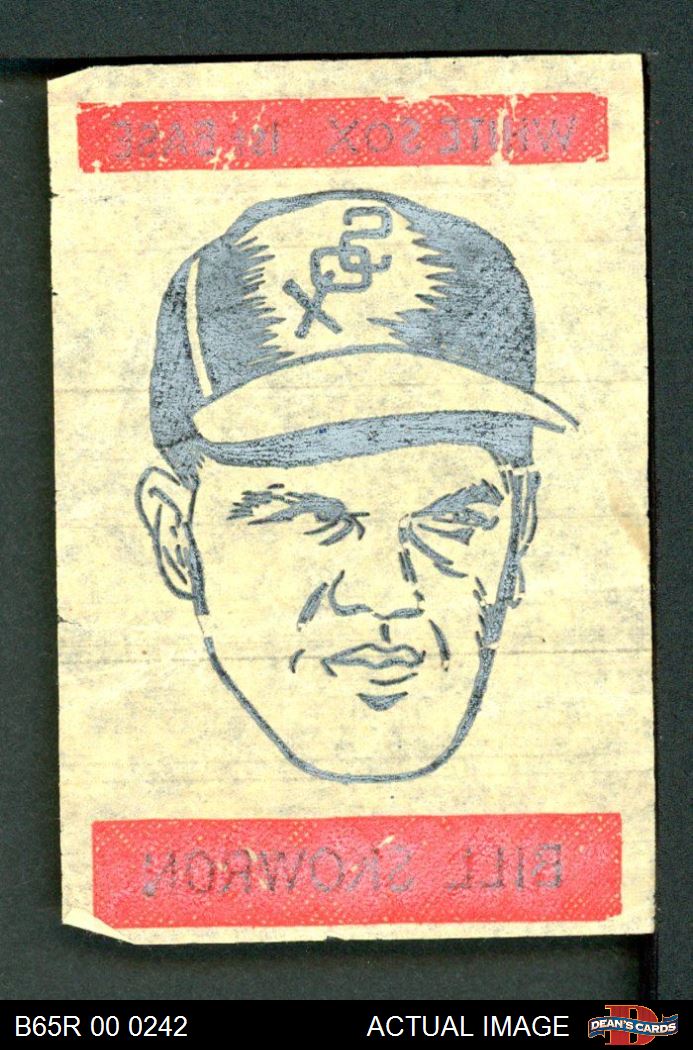 WHITE SOX 1st BASE
SOX
BILL SKOWRON
B65R 00 0242
ACTUAL IMAGE
D
DEAN'S CARDS